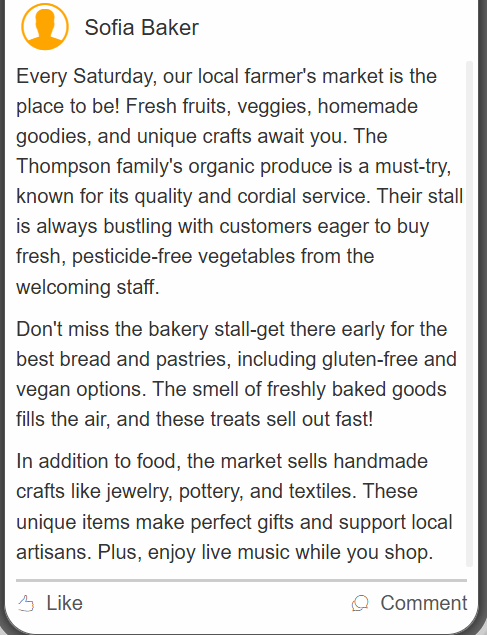 Sofia Baker
Every Saturday, our local farmer's market is the
place to be! Fresh fruits, veggies, homemade
goodies, and unique crafts await you. The
Thompson family's organic produce is a must-try,
known for its quality and cordial service. Their stall
is always bustling with customers eager to buy
fresh, pesticide-free vegetables from the
welcoming staff.
Don't miss the bakery stall-get there early for the
best bread and pastries, including gluten-free and
vegan options. The smell of freshly baked goods
fills the air, and these treats sell out fast!
In addition to food, the market sells handmade
crafts like jewelry, pottery, and textiles. These
unique items make perfect gifts and support local
artisans. Plus, enjoy live music while you shop.
Like Comment